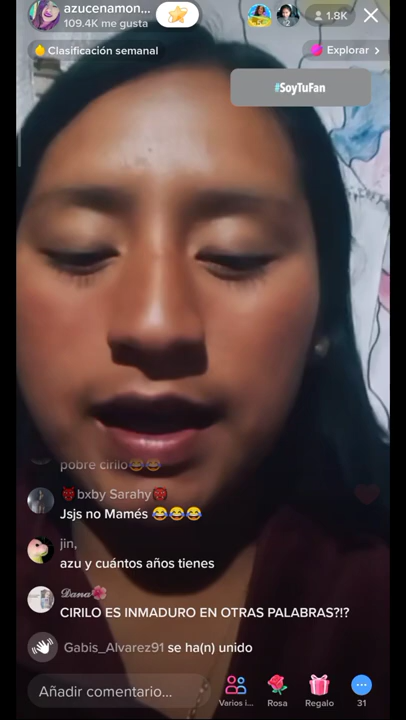 azucenamon...
109.4K me gusta
1.8K
Clasificación semanal
Explorar >
#SoyTuFan
pobre cirilo😂😂
👹bxby Sarahy👹
Jsjs no Mamés 😂😂😂
jin,
azu y cuántos años tienes
𝒟𝒶𝓃𝒶🌸
CIRILO ES INMADURO EN OTRAS PALABRAS?!?
Gabis_Alvarez91 se ha(n) unido
Añadir comentario...
Varios i...
Rosa
Regalo
31